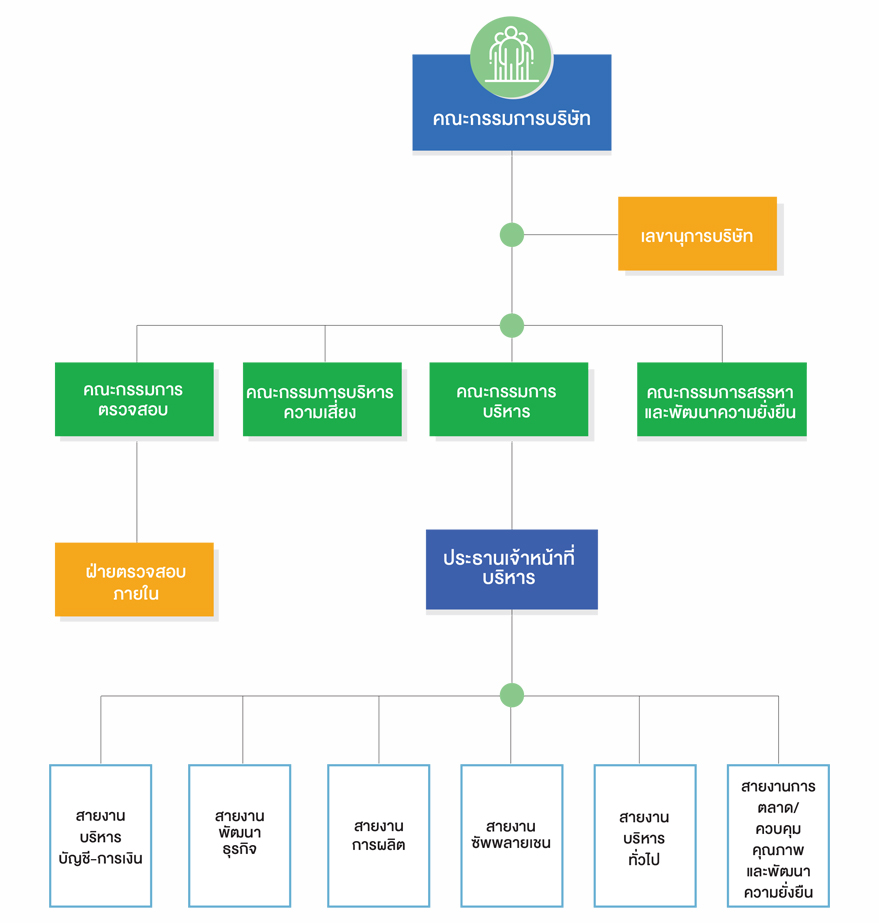 คณะกรรมการบริษัท
เลขานุการบริษัท
คณะกรรมการ
ตรวจสอบ
คณะกรรมการบริหาร
ความเสี่ยง
คณะกรรมการ
บริหาร
คณะกรรมการสรรหา
และพัฒนาความยั่งยืน
ฝ่ายตรวจสอบ
ภายใน
ประธานเจ้าหน้าที่
บริหาร
สายงาน
บริหาร
บัญชี-การเงิน
สายงาน
พัฒนา
ธุรกิจ
สายงาน
การผลิต
สายงาน
ซัพพลายเชน
สายงาน
บริหาร
ทั่วไป
สายงานการ
ตลาด/
ควบคุม
คุณภาพ
และพัฒนา
ความยั่งยืน